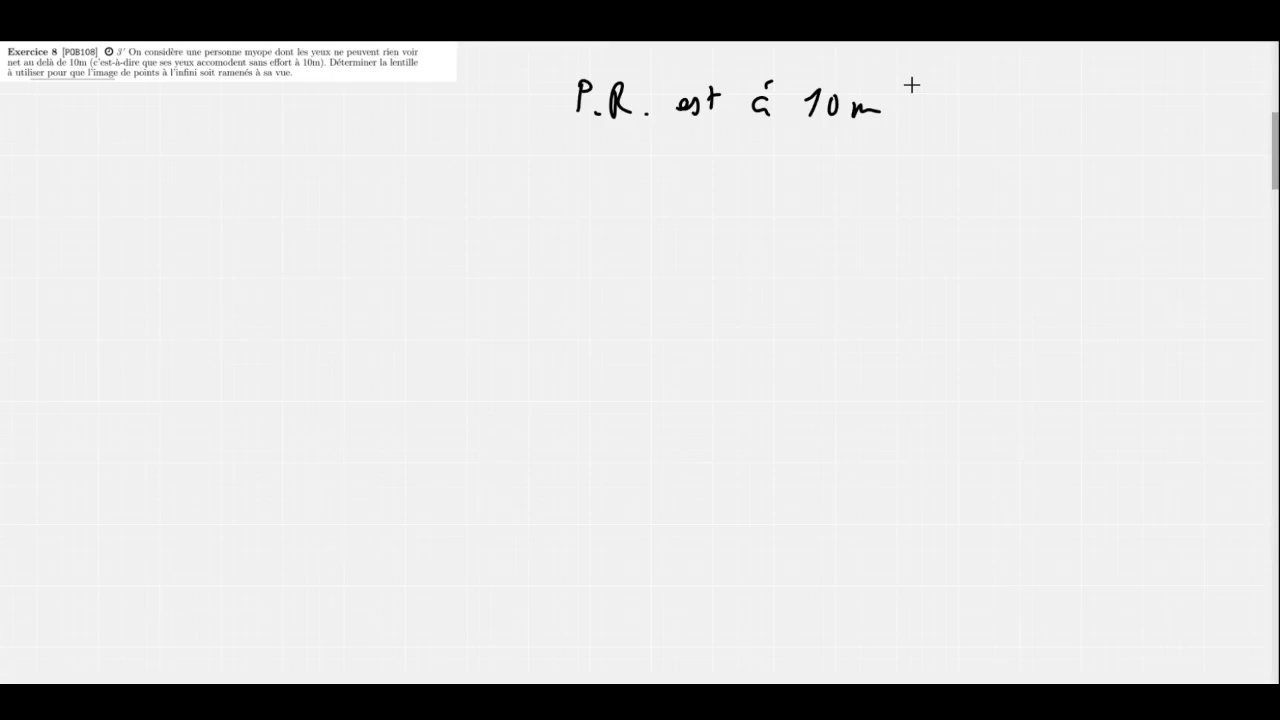 Exercice 8 [POB108] 3' On considère une personne myope dont les yeux ne peuvent rien voir
net au delà de 10m (c'est-à-dire que ses yeux accomodent sans effort à 10m). Déterminer la lentille
à utiliser pour que l'image de points à l'infini soit ramenés à sa vue.
P.R. est à 10m